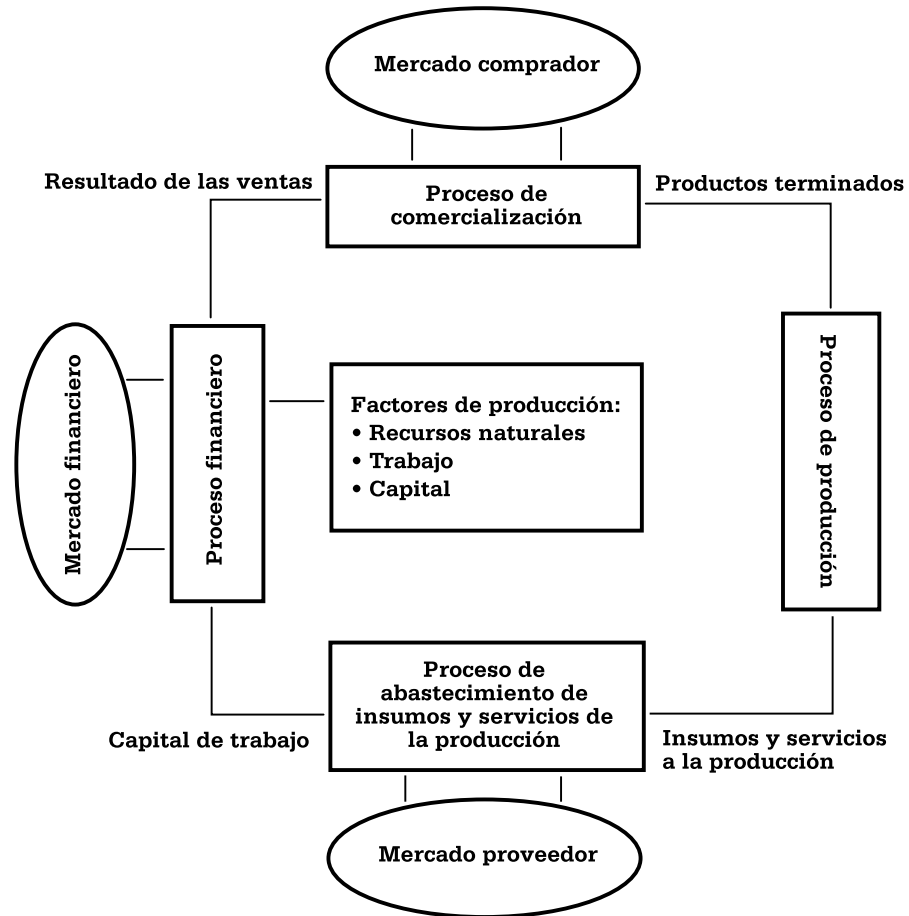 Mercado comprador
Resultado de las ventas
Proceso de
comercialización
Productos terminados
Mercado financiero
Proceso financiero
Factores de producción:
• Recursos naturales
• Trabajo
• Capital
Proceso de producción
Proceso de
abastecimiento de
insumos y servicios de
la producción
Capital de trabajo
Insumos y servicios
a la producción
Mercado proveedor